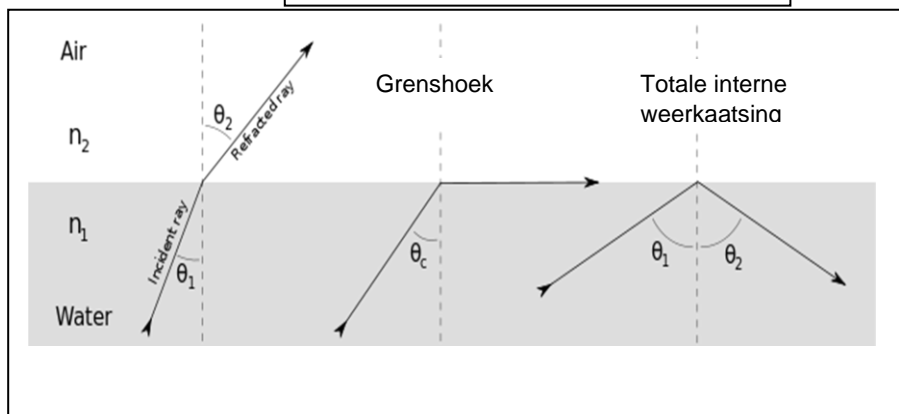 Air
n₂
θ₂
Refracted ray
Grenshoek
Totale interne
weerkaatsing
n₁
Incident ray
θ₁
Water
θc
θ₁
θ₂